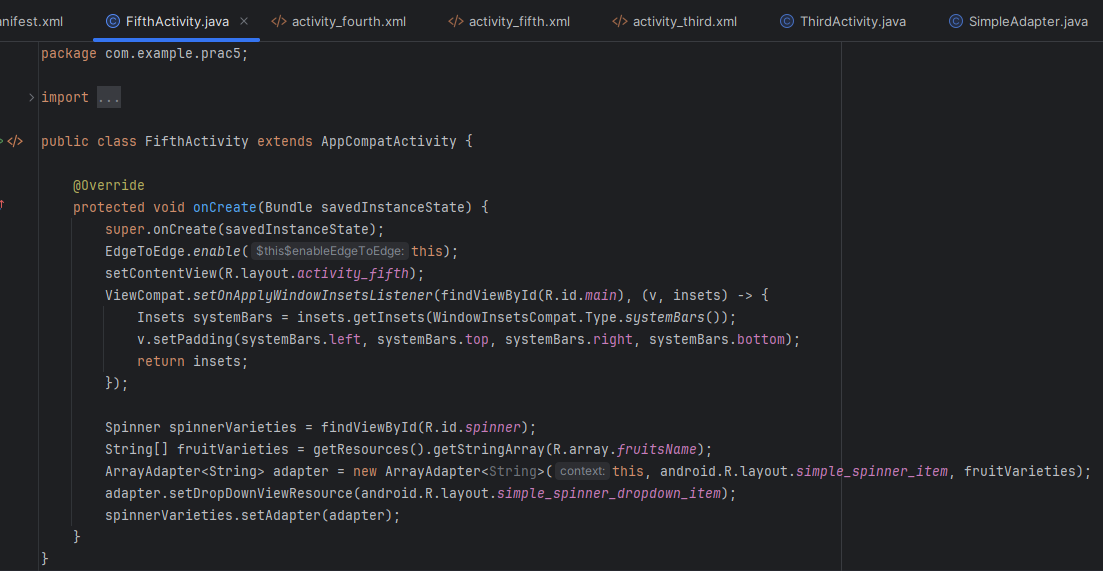 anifest.xml FifthActivity.java activity_fourth.xml activity_fifth.xml activity_third.xml ThirdActivity.java SimpleAdapter.java
package com.example.prac5;
import ...
public class FifthActivity extends AppCompatActivity {
@Override
protected void onCreate(Bundle savedInstanceState) {
super.onCreate(savedInstanceState);
EdgeToEdge.enable( $this$enableEdgeToEdge: this);
setContentView(R.layout.activity_fifth);
ViewCompat.setOnApplyWindowInsetsListener(findViewById(R.id.main), (v, insets) -> {
Insets systemBars = insets.getInsets(WindowInsetsCompat.Type.systemBars());
v.setPadding(systemBars.left, systemBars.top, systemBars.right, systemBars.bottom);
return insets;
});
Spinner spinnerVarieties = findViewById(R.id.spinner);
String[] fruitVarieties = getResources().getStringArray(R.array.fruitsName);
ArrayAdapter<String> adapter = new ArrayAdapter<String>( context: this, android.R.layout.simple_spinner_item, fruitVarieties);
adapter.setDropDownViewResource(android.R.layout.simple_spinner_dropdown_item);
spinnerVarieties.setAdapter(adapter);
}
}